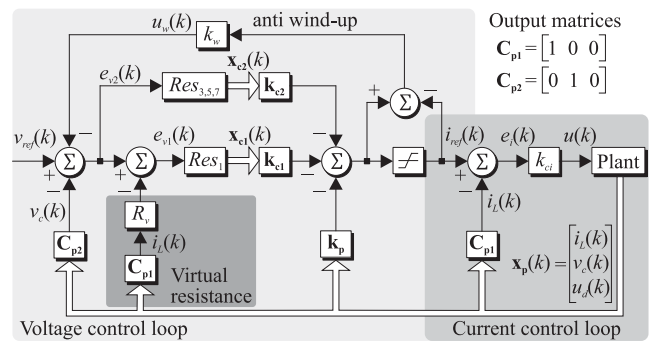 u_w(k)
k_w
anti wind-up
Output matrices
C_p1 = [1 0 0]
C_p2 = [0 1 0]
e_v2(k)
Res_3,5,7
x_c2(k)
k_c2
− + Σ −
v_ref(k)
− + Σ −
+ Σ −
e_v1(k)
Res_1
x_c1(k)
k_c1
− − Σ −
i_ref(k)
+ Σ −
e_i(k)
k_ci
u(k)
Plant
v_c(k)
R_v
i_L(k)
i_L(k)
C_p2
C_p1
k_p
C_p1
x_p(k) = [i_L(k)
v_c(k)
u_d(k)]
Virtual
resistance
Voltage control loop
Current control loop